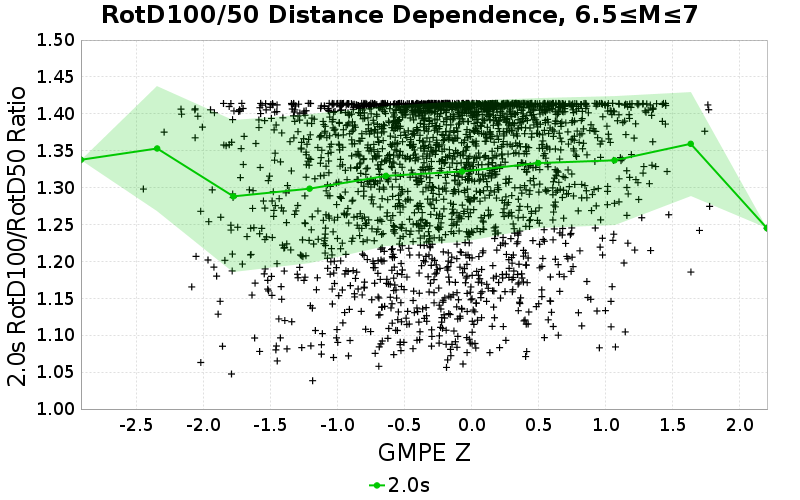 RotD100/50 Distance Dependence, 6.5≤M≤7
2.0s RotD100/RotD50 Ratio
1.50
1.45
1.40
1.35
1.30
1.25
1.20
1.15
1.10
1.05
1.00
-2.5 -2.0 -1.5 -1.0 -0.5 0.0 0.5 1.0 1.5 2.0
GMPE Z
2.0s